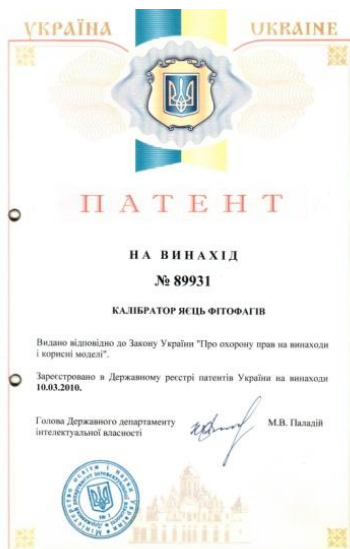 УКРАЇНА UKRAINE
ПАТЕНТ
НА ВИНАХІД
№ 89931
КАЛІБРАТОР ЯЄЦЬ ФІТОФАГІВ
Видано відповідно до Закону України "Про охорону прав на винаходи
і корисні моделі".
Зареєстровано в Державному реєстрі патентів України на винаходи
10.03.2010.
Голова Державного департаменту
інтелектуальної власності
М.В. Паладій